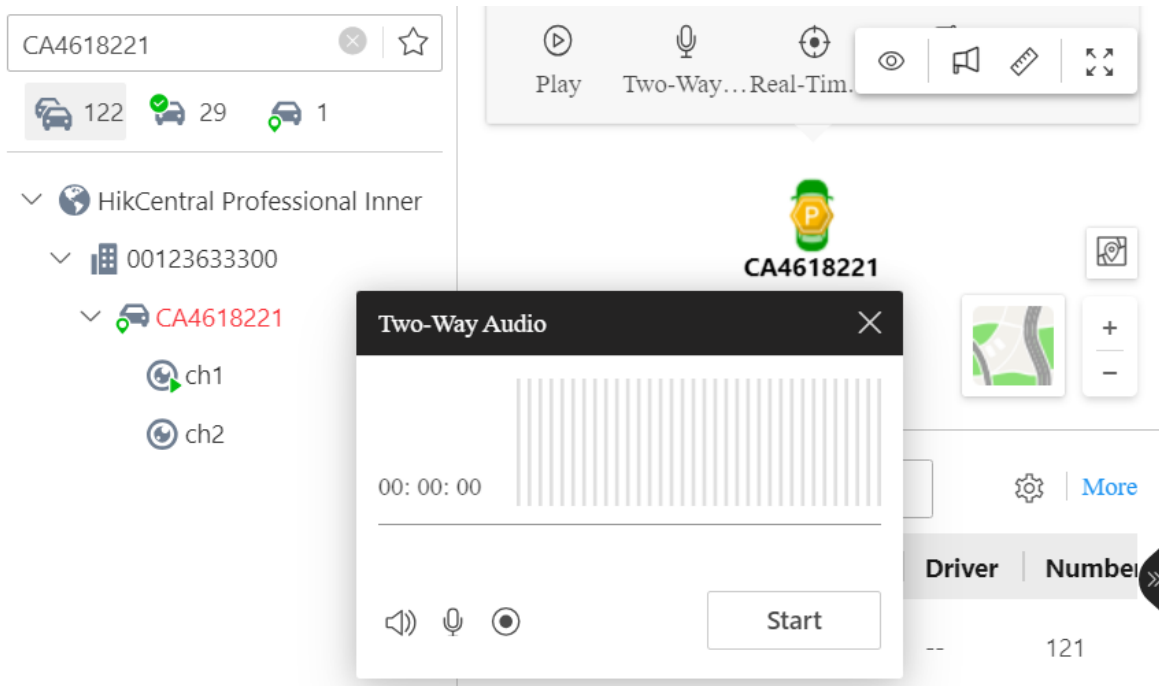 CA4618221
122 29 1
HikCentral Professional Inner
00123633300
CA4618221
ch1
ch2
Play Two-Way... Real-Tim.
P
CA4618221
Two-Way Audio
00: 00: 00
Start
+
−
More
Driver Number
-- 121